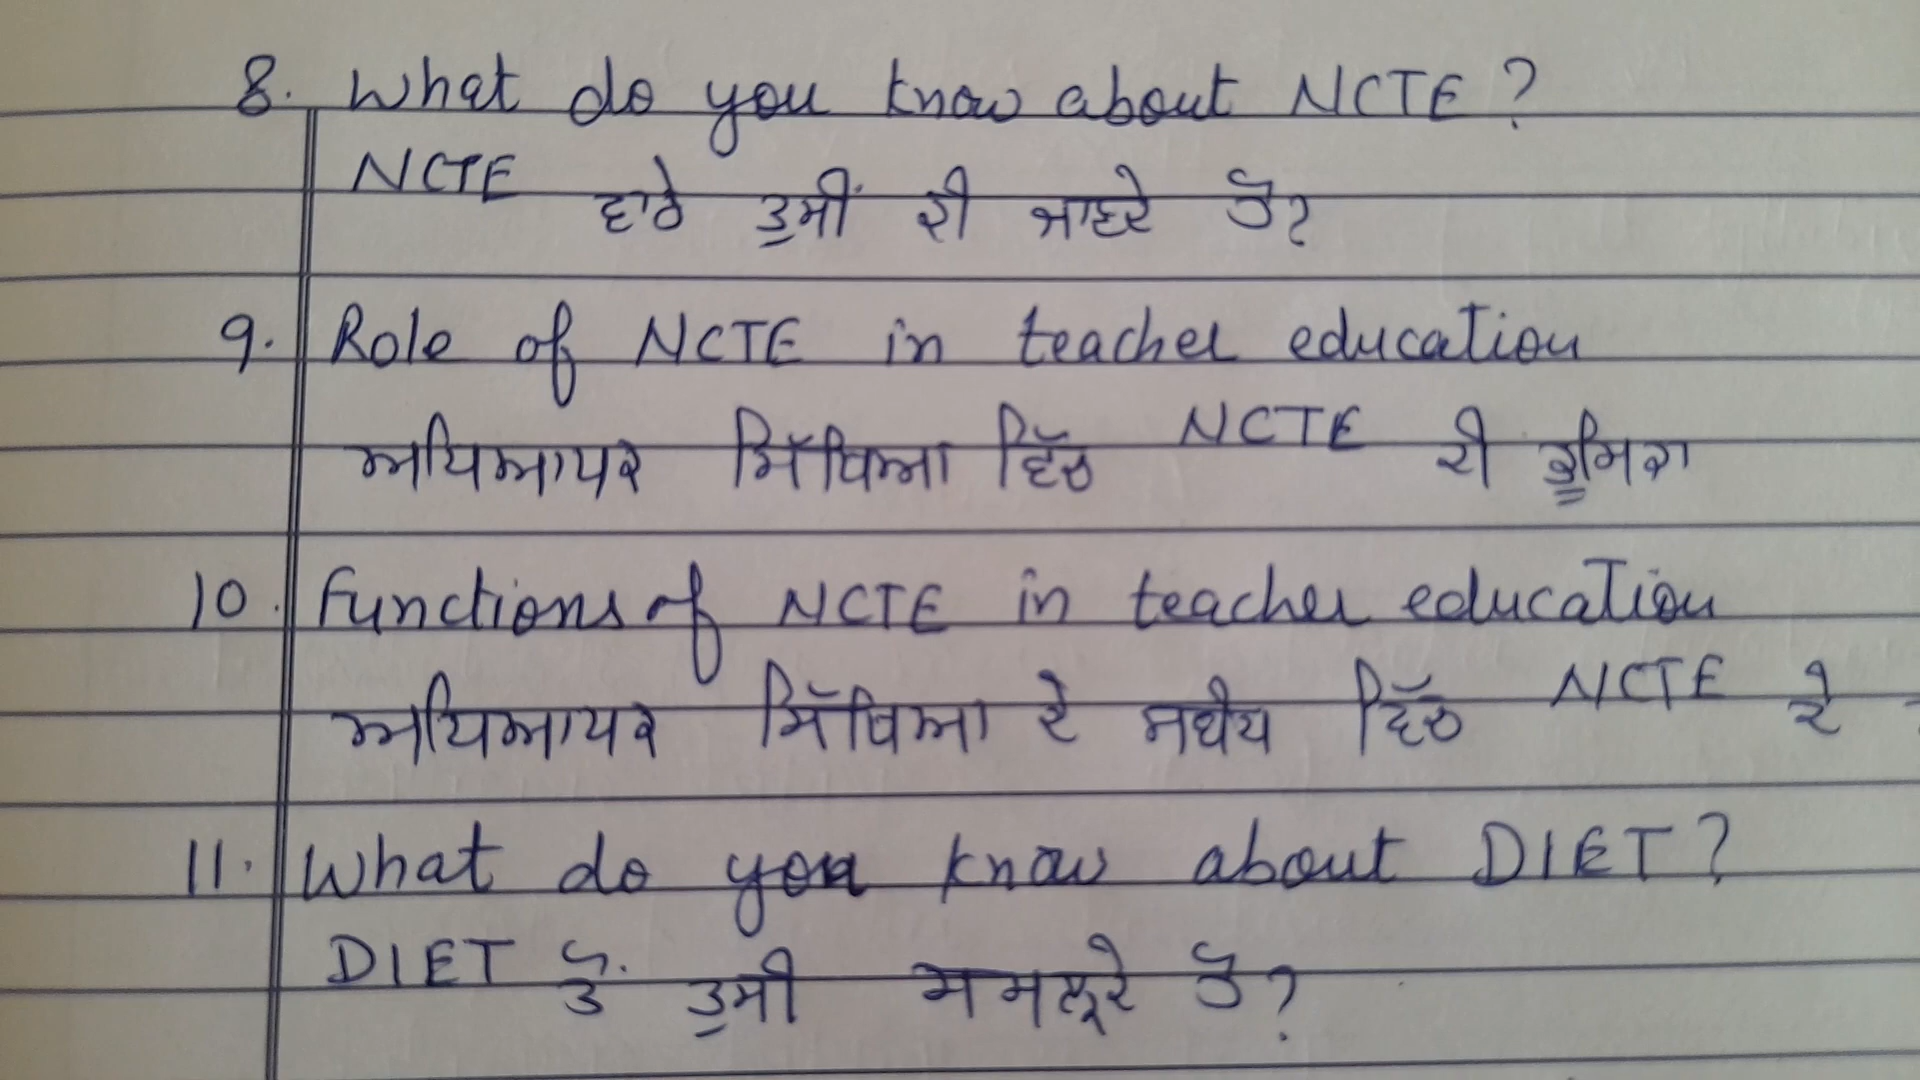 8. What do you know about NCTE?
NCTE ਵਾਰੇ ਤੁਸੀਂ ਕੀ ਜਾਣਦੇ ਹੋ?
9. Role of NCTE in teacher education
ਅਧਿਆਪਕ ਸਿੱਖਿਆ ਵਿੱਚ NCTE ਦੀ ਭੂਮਿਕਾ
10. Functions of NCTE in teacher education
ਅਧਿਆਪਕ ਸਿੱਖਿਆ ਦੇ ਸਬੰਧ ਵਿੱਚ NCTE ਦੇ
11. What do you know about DIET?
DIET ਤੋਂ ਤੁਸੀ ਸਮਝਦੇ ਹੋ?